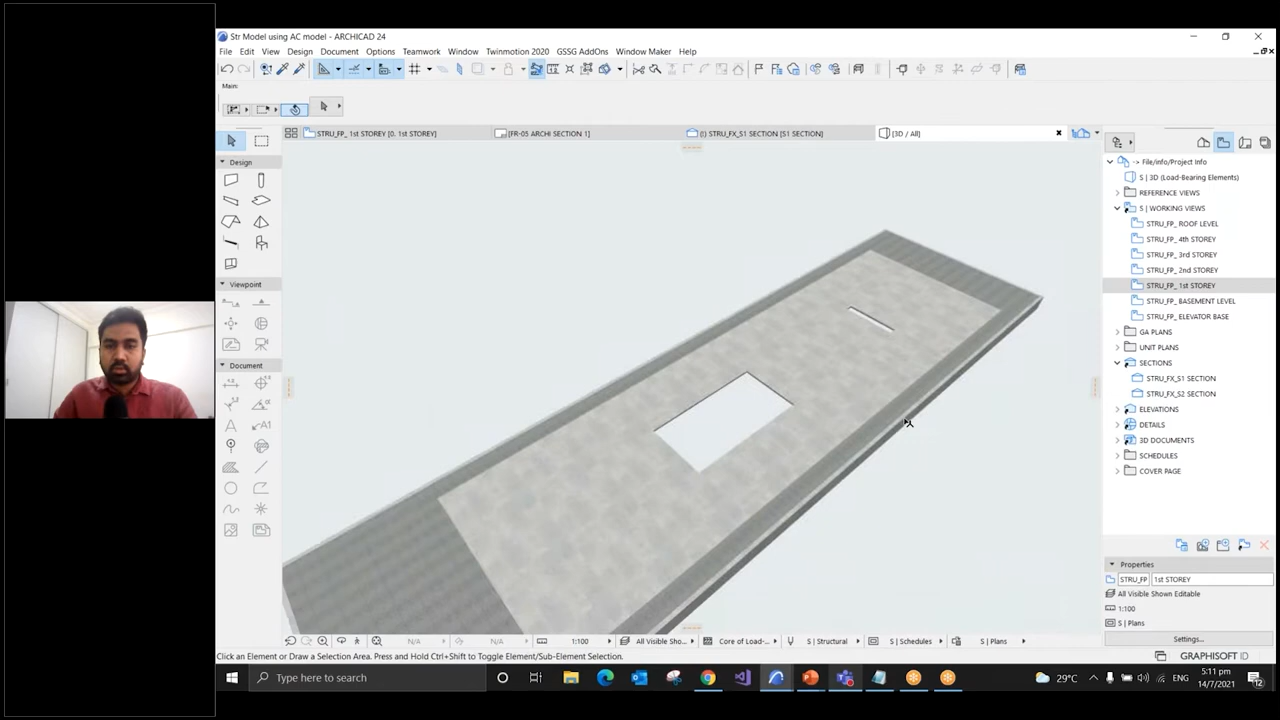 Str Model using AC model - ARCHICAD 24
File Edit View Design Document Options Teamwork Window Twinmotion 2020 GSSG AddOns Window Maker Help
Main:
STRU_FP_ 1st STOREY [0. 1st STOREY]
[FR-05 ARCHI SECTION 1]
(!) STRU_FX_S1 SECTION [S1 SECTION]
[3D / All]
Design
Viewpoint
Document
A
A1
-> File/info/Project Info
S | 3D (Load-Bearing Elements)
REFERENCE VIEWS
S | WORKING VIEWS
STRU_FP_ ROOF LEVEL
STRU_FP_ 4th STOREY
STRU_FP_ 3rd STOREY
STRU_FP_ 2nd STOREY
STRU_FP_ 1st STOREY
STRU_FP_ BASEMENT LEVEL
STRU_FP_ ELEVATOR BASE
GA PLANS
UNIT PLANS
SECTIONS
STRU_FX_S1 SECTION
STRU_FX_S2 SECTION
ELEVATIONS
DETAILS
3D DOCUMENTS
SCHEDULES
COVER PAGE
Properties
STRU_FP 1st STOREY
All Visible Shown Editable
1:100
S | Plans
Settings...
N/A N/A 1:100 All Visible Sho... Core of Load-... S | Structural S | Schedules S | Plans
Click an Element or Draw a Selection Area. Press and Hold Ctrl+Shift to Toggle Element/Sub-Element Selection.
GRAPHISOFT ID
Type here to search
29°C
ENG
5:11 pm
14/7/2021